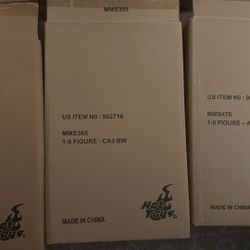 MMS365
US ITEM NO : 902716
MMS365
1:6 FIGURE - CA3 BW
Hot Toys
MADE IN CHINA
Hot
Toys
US ITEM NO : 9
MMS476
1:6 FIGURE - A
MADE IN CHINA